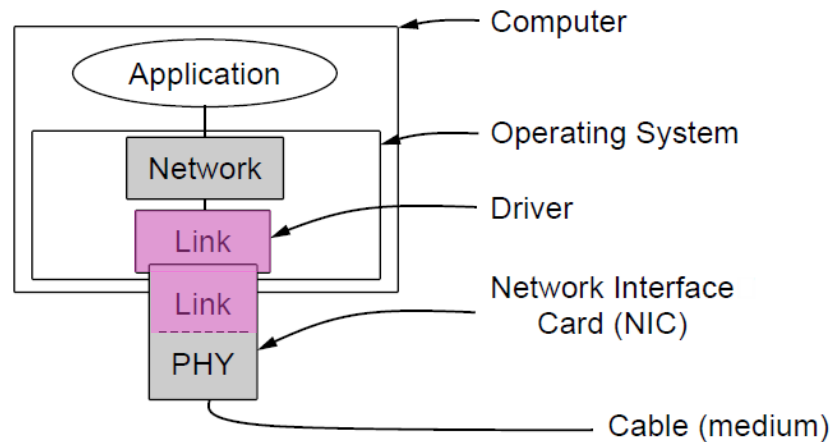 Computer
Application
Operating System
Network
Driver
Link
Link
Network Interface
Card (NIC)
PHY
Cable (medium)